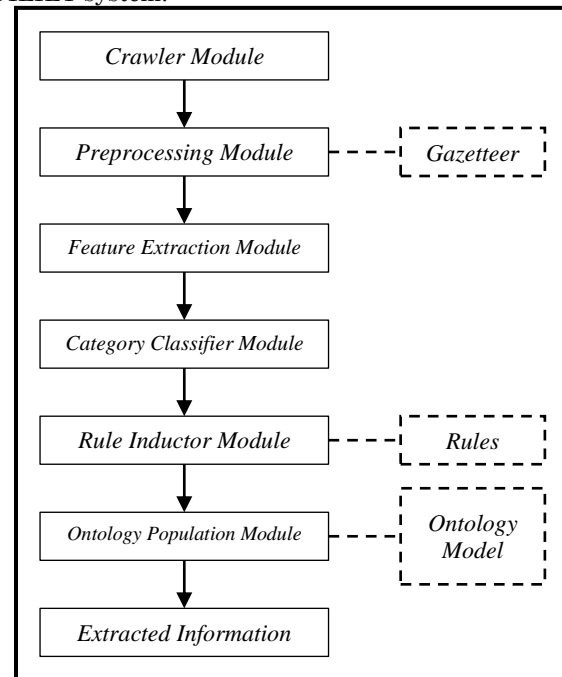 system.
Crawler Module
Preprocessing Module
Gazetteer
Feature Extraction Module
Category Classifier Module
Rule Inductor Module
Rules
Ontology Population Module
Ontology
Model
Extracted Information